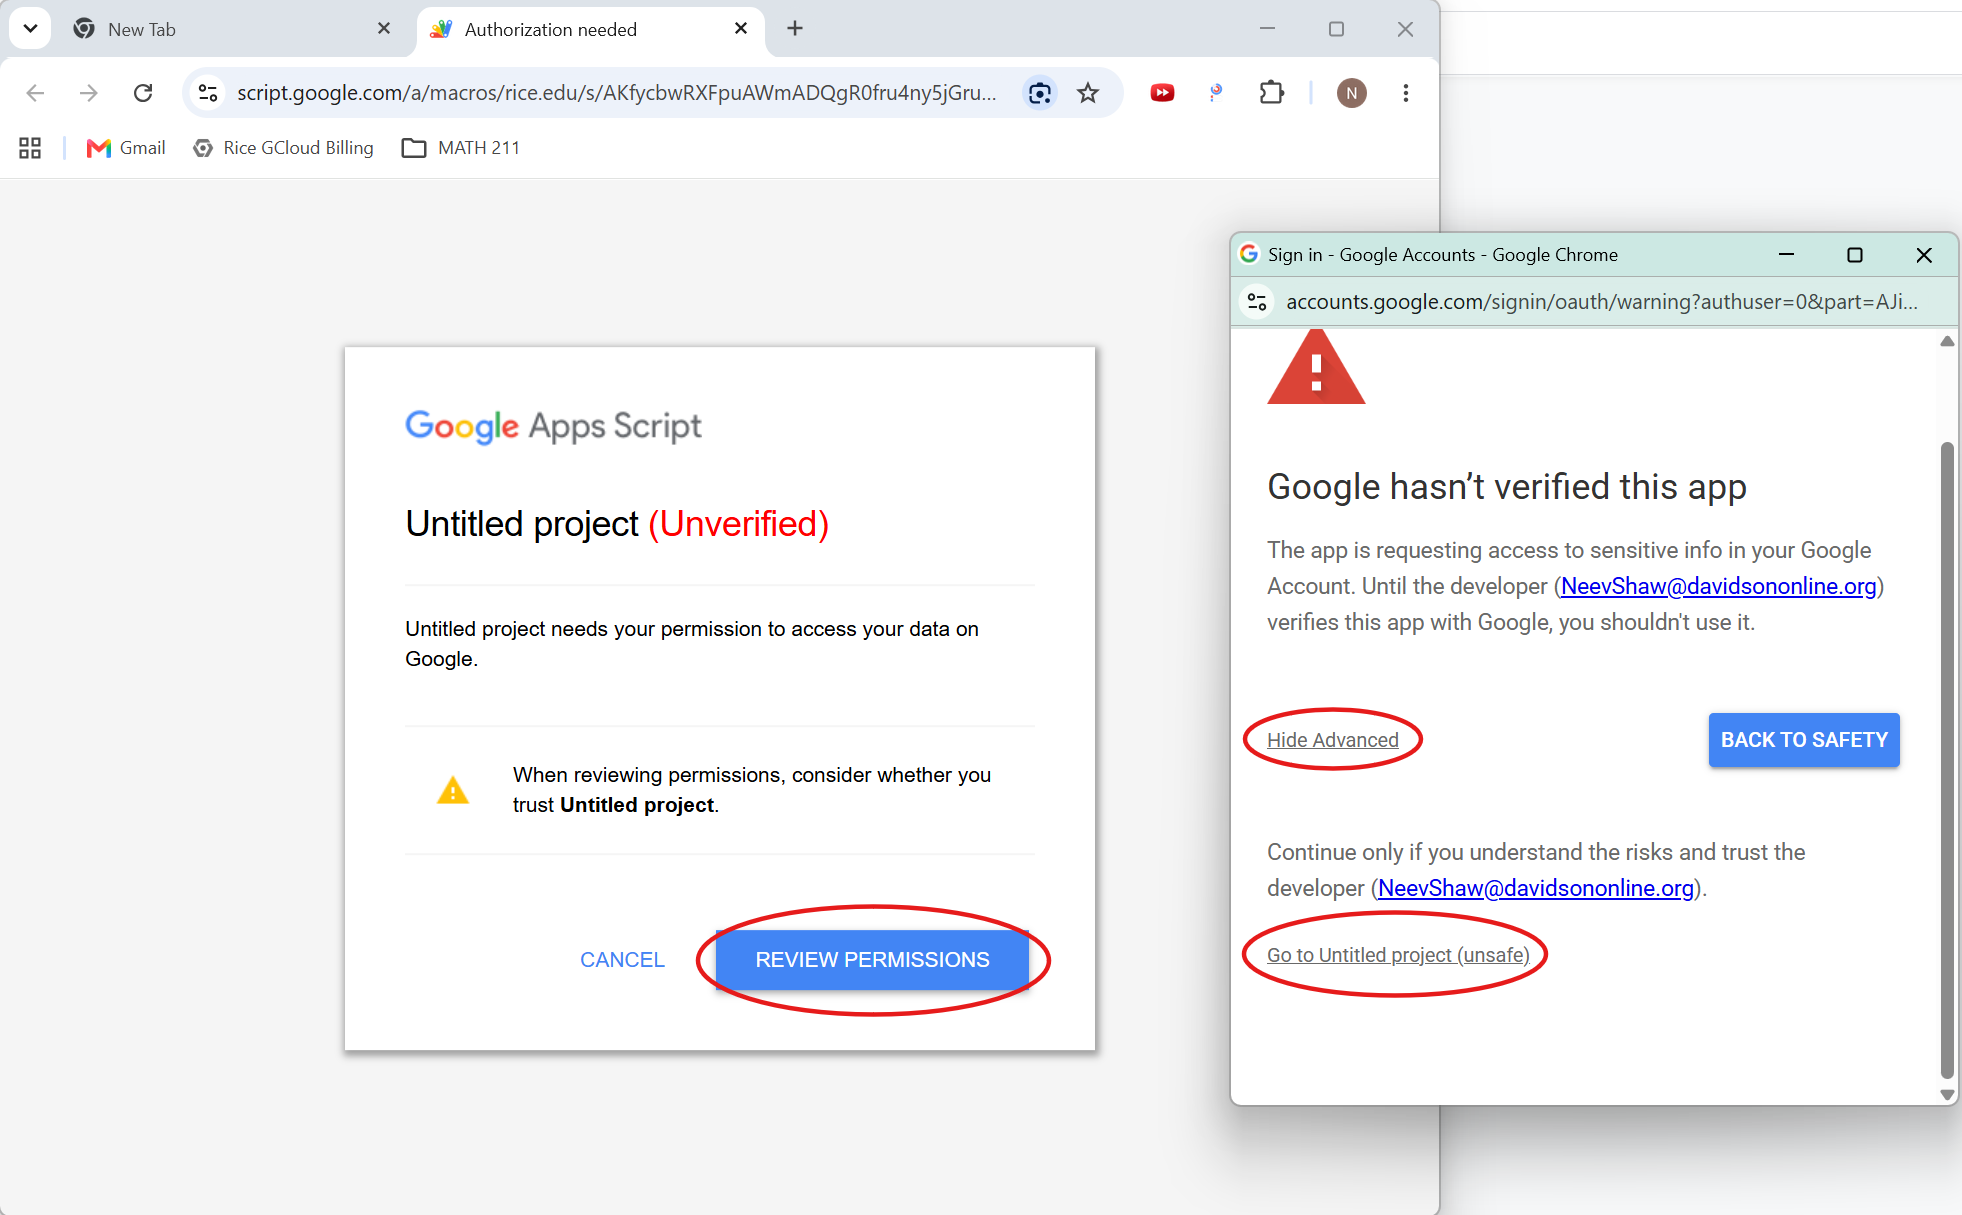 New Tab
Authorization needed
script.google.com/a/macros/rice.edu/s/AKfycbwRXFpuAWmADQgR0fru4ny5jGru...
N
Gmail
Rice GCloud Billing
MATH 211
Google Apps Script
Untitled project (Unverified)
Untitled project needs your permission to access your data on
Google.
When reviewing permissions, consider whether you
trust Untitled project.
CANCEL
REVIEW PERMISSIONS
Sign in - Google Accounts - Google Chrome
accounts.google.com/signin/oauth/warning?authuser=0&part=AJi...
Google hasn’t verified this app
The app is requesting access to sensitive info in your Google
Account. Until the developer (NeevShaw@davidsononline.org)
verifies this app with Google, you shouldn't use it.
Hide Advanced
BACK TO SAFETY
Continue only if you understand the risks and trust the
developer (NeevShaw@davidsononline.org).
Go to Untitled project (unsafe)